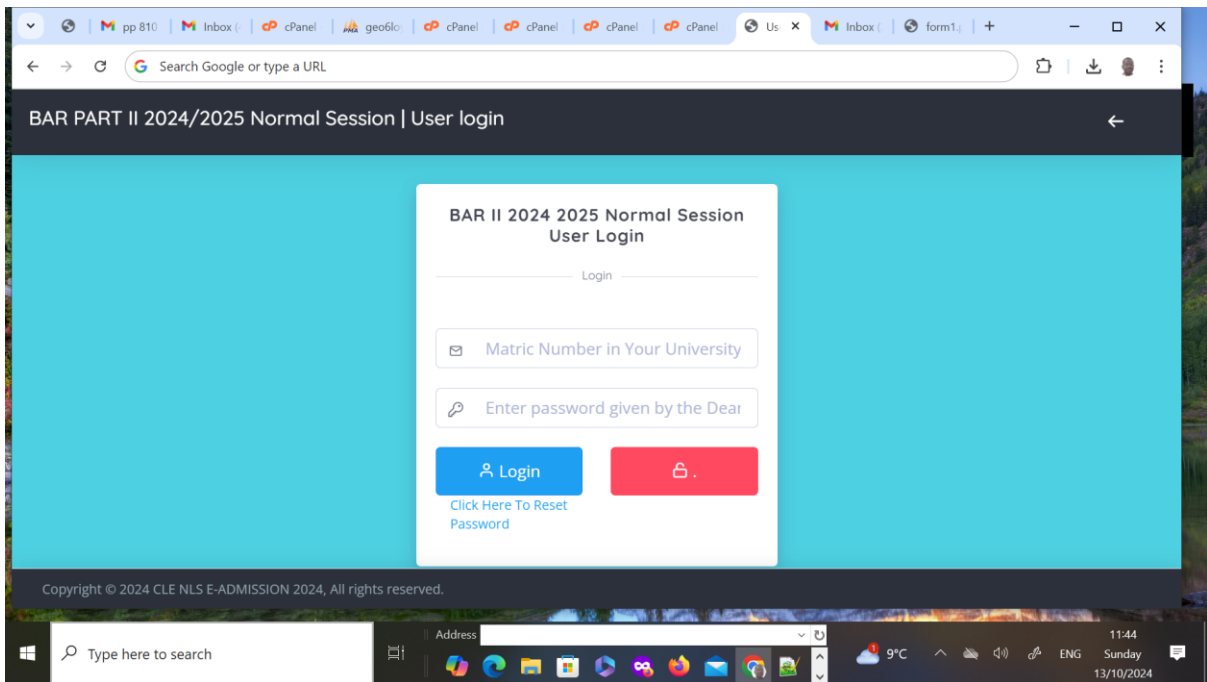 pp 810 Inbox ( cPanel geo6lo cPanel cPanel cPanel cPanel Us Inbox ( form1.
Search Google or type a URL
BAR PART II 2024/2025 Normal Session | User login
BAR II 2024 2025 Normal Session
User Login
Login
Matric Number in Your University
Enter password given by the Dear
Login .
Click Here To Reset
Password
Copyright © 2024 CLE NLS E-ADMISSION 2024, All rights reserved.
Address
Type here to search
9°C ENG
11:44
Sunday
13/10/2024